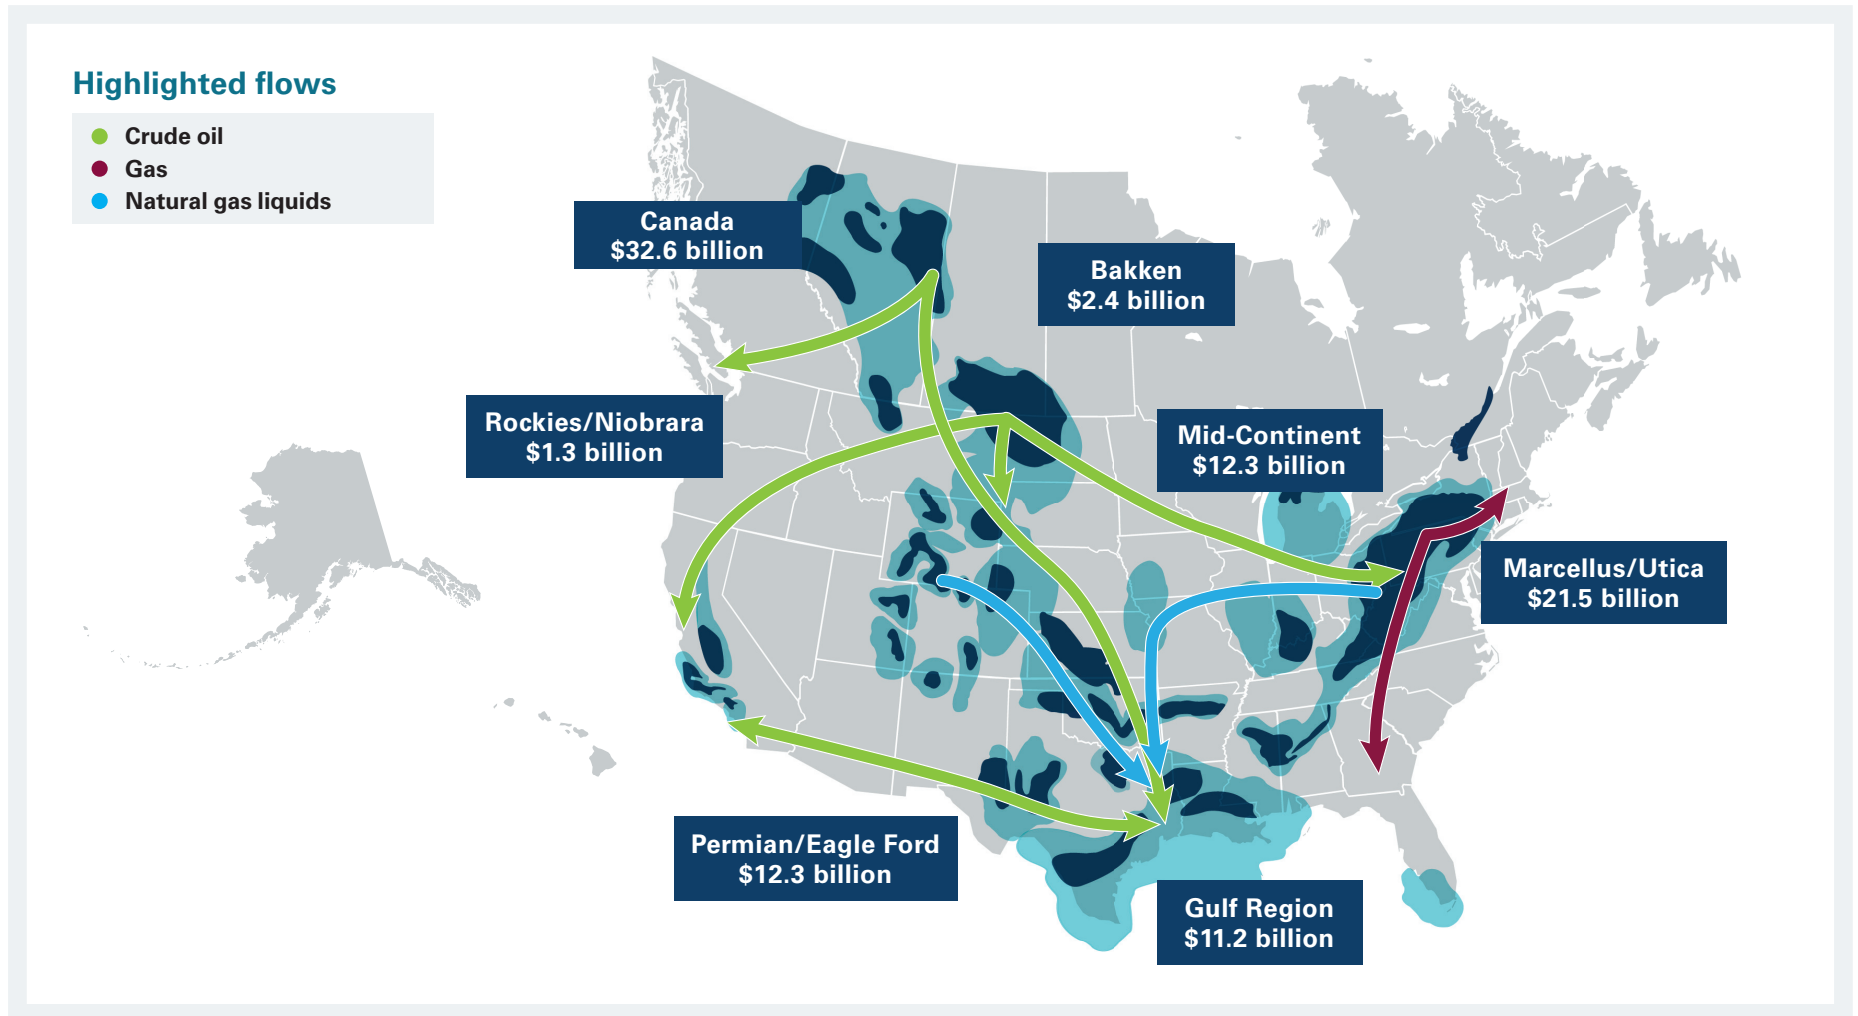 Highlighted flows
Crude oil
Gas
Natural gas liquids
Canada
$32.6 billion
Bakken
$2.4 billion
Rockies/Niobrara
$1.3 billion
Mid-Continent
$12.3 billion
Marcellus/Utica
$21.5 billion
Permian/Eagle Ford
$12.3 billion
Gulf Region
$11.2 billion